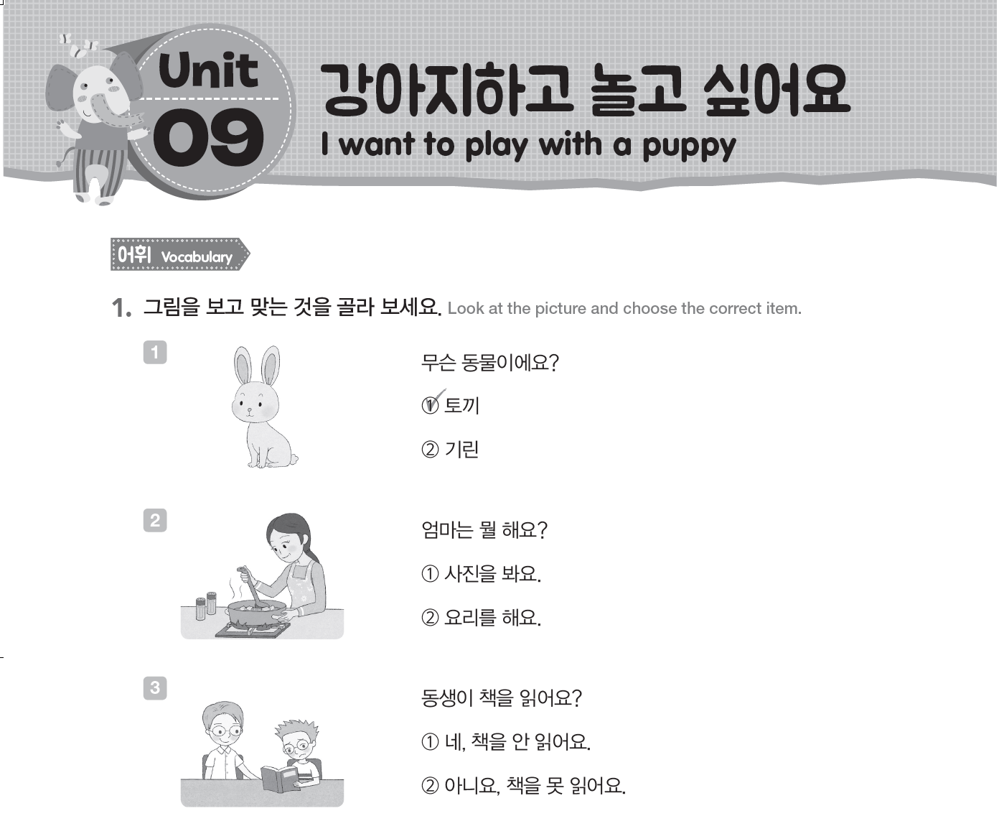 Unit
09
강아지하고 놀고 싶어요
I want to play with a puppy
어휘 Vocabulary
1. 그림을 보고 맞는 것을 골라 보세요. Look at the picture and choose the correct item.
1
무슨 동물이에요?
① 토끼
② 기린
2
엄마는 뭘 해요?
① 사진을 봐요.
② 요리를 해요.
3
동생이 책을 읽어요?
① 네, 책을 안 읽어요.
② 아니요, 책을 못 읽어요.